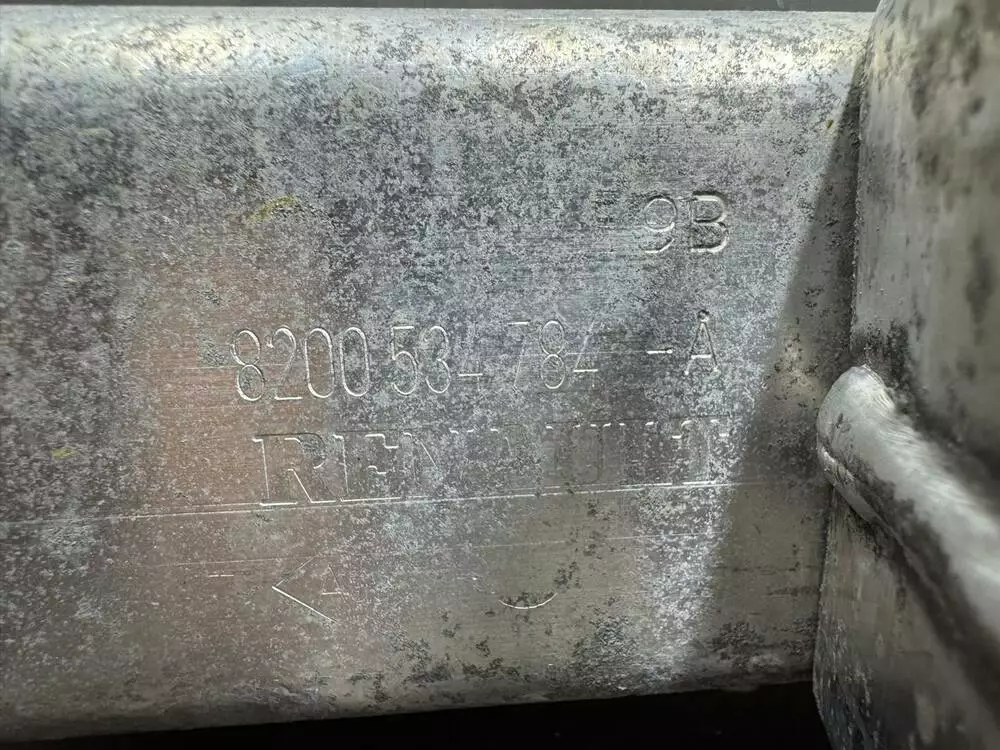 9B
8200 534 784 -A
RENAULT
<A